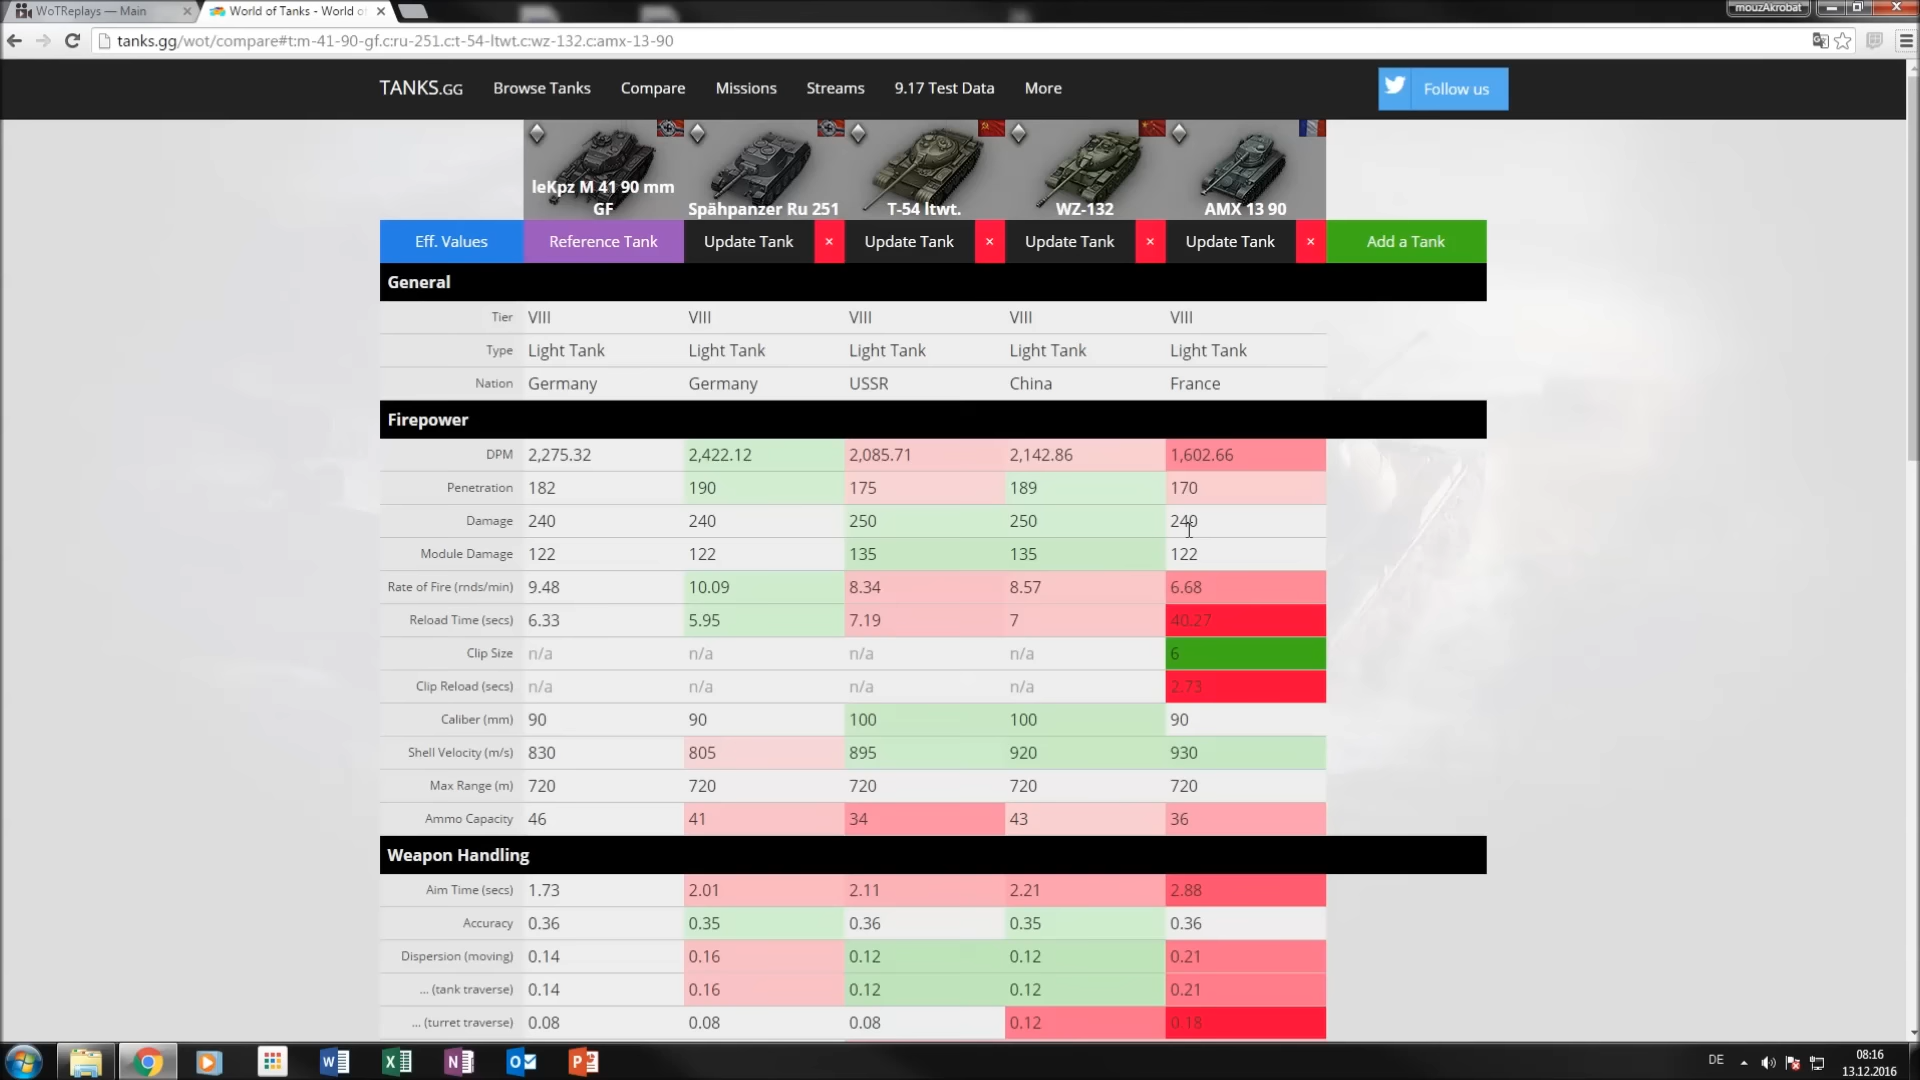 WoTReplays — Main
World of Tanks - World of
mouzAkrobat
tanks.gg/wot/compare#t:m-41-90-gf.c:ru-251.c:t-54-ltwt.c:wz-132.c:amx-13-90
TANKS.GG Browse Tanks Compare Missions Streams 9.17 Test Data More Follow us
leKpz M 41 90 mm GF Spähpanzer Ru 251 T-54 ltwt. WZ-132 AMX 13 90
Eff. Values Reference Tank Update Tank × Update Tank × Update Tank × Update Tank × Add a Tank
General
Tier VIII VIII VIII VIII VIII
Type Light Tank Light Tank Light Tank Light Tank Light Tank
Nation Germany Germany USSR China France
Firepower
DPM 2,275.32 2,422.12 2,085.71 2,142.86 1,602.66
Penetration 182 190 175 189 170
Damage 240 240 250 250 240
Module Damage 122 122 135 135 122
Rate of Fire (rnds/min) 9.48 10.09 8.34 8.57 6.68
Reload Time (secs) 6.33 5.95 7.19 7 40.27
Clip Size n/a n/a n/a n/a 6
Clip Reload (secs) n/a n/a n/a n/a 2.73
Caliber (mm) 90 90 100 100 90
Shell Velocity (m/s) 830 805 895 920 930
Max Range (m) 720 720 720 720 720
Ammo Capacity 46 41 34 43 36
Weapon Handling
Aim Time (secs) 1.73 2.01 2.11 2.21 2.88
Accuracy 0.36 0.35 0.36 0.35 0.36
Dispersion (moving) 0.14 0.16 0.12 0.12 0.21
... (tank traverse) 0.14 0.16 0.12 0.12 0.21
... (turret traverse) 0.08 0.08 0.08 0.12 0.18
DE
08:16
13.12.2016